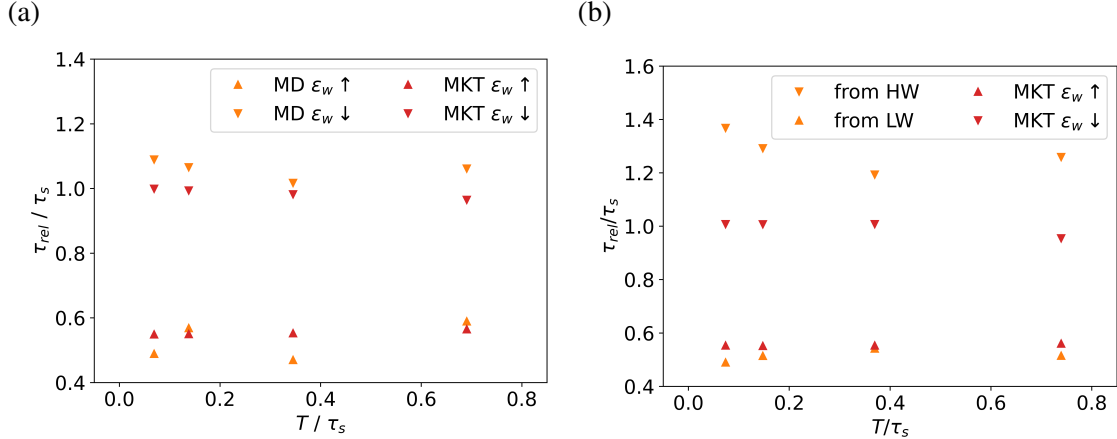 (a)
1.4
1.2
1.0
0.8
0.6
0.4
τ_rel / τ_s
MD ε_w ↑
MD ε_w ↓
MKT ε_w ↑
MKT ε_w ↓
0.0 0.2 0.4 0.6 0.8
T / τ_s
(b)
1.6
1.4
1.2
1.0
0.8
0.6
0.4
τ_rel/τ_s
from HW
from LW
MKT ε_w ↑
MKT ε_w ↓
0.0 0.2 0.4 0.6 0.8
T/τ_s